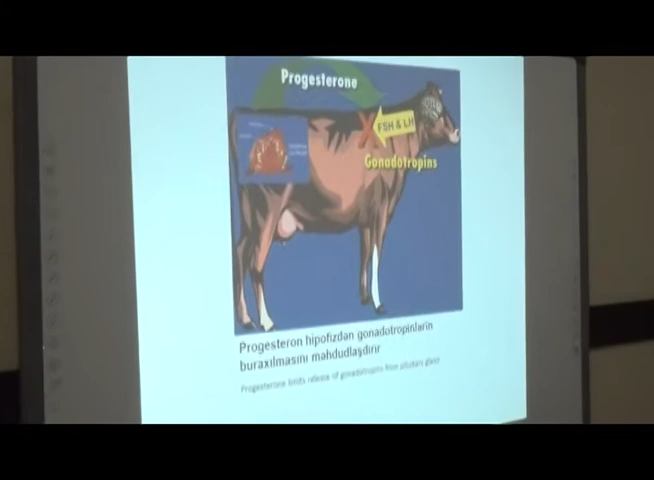 Progesterone
FSH & LH
Gonadotropins
Progesteron hipofizdən gonadotropinlərin
buraxılmasını məhdudlaşdırır
Progesterone limits release of gonadotropins from pituitary gland